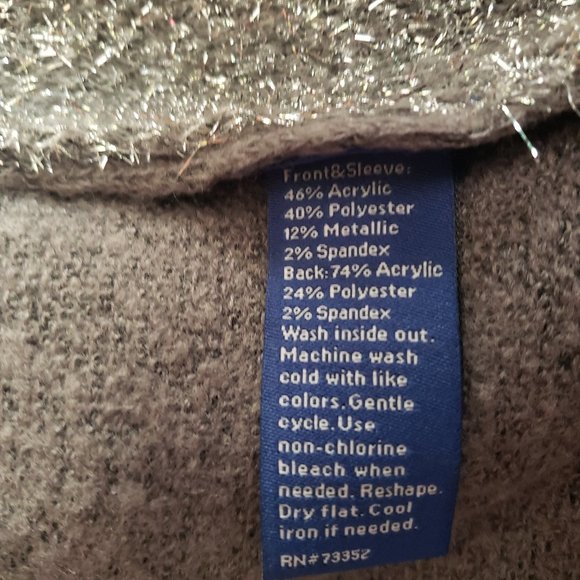 Front&Sleeve:
46% Acrylic
40% Polyester
12% Metallic
2% Spandex
Back:74% Acrylic
24% Polyester
2% Spandex
Wash inside out.
Machine wash
cold with like
colors.Gentle
cycle.Use
non-chlorine
bleach when
needed. Reshape.
Dry flat. Cool
iron if needed.
RN#73352